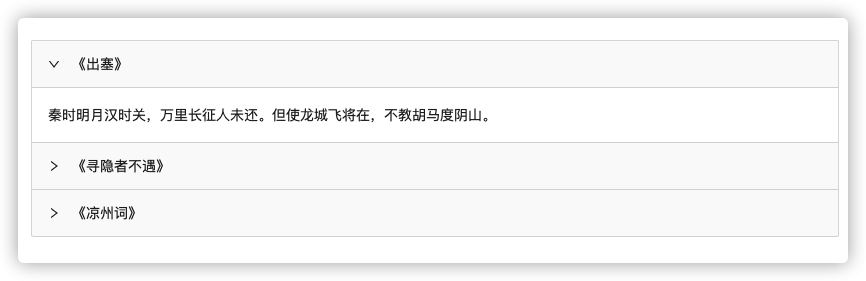 《出塞》
秦时明月汉时关，万里长征人未还。但使龙城飞将在，不教胡马度阴山。
《寻隐者不遇》
《凉州词》